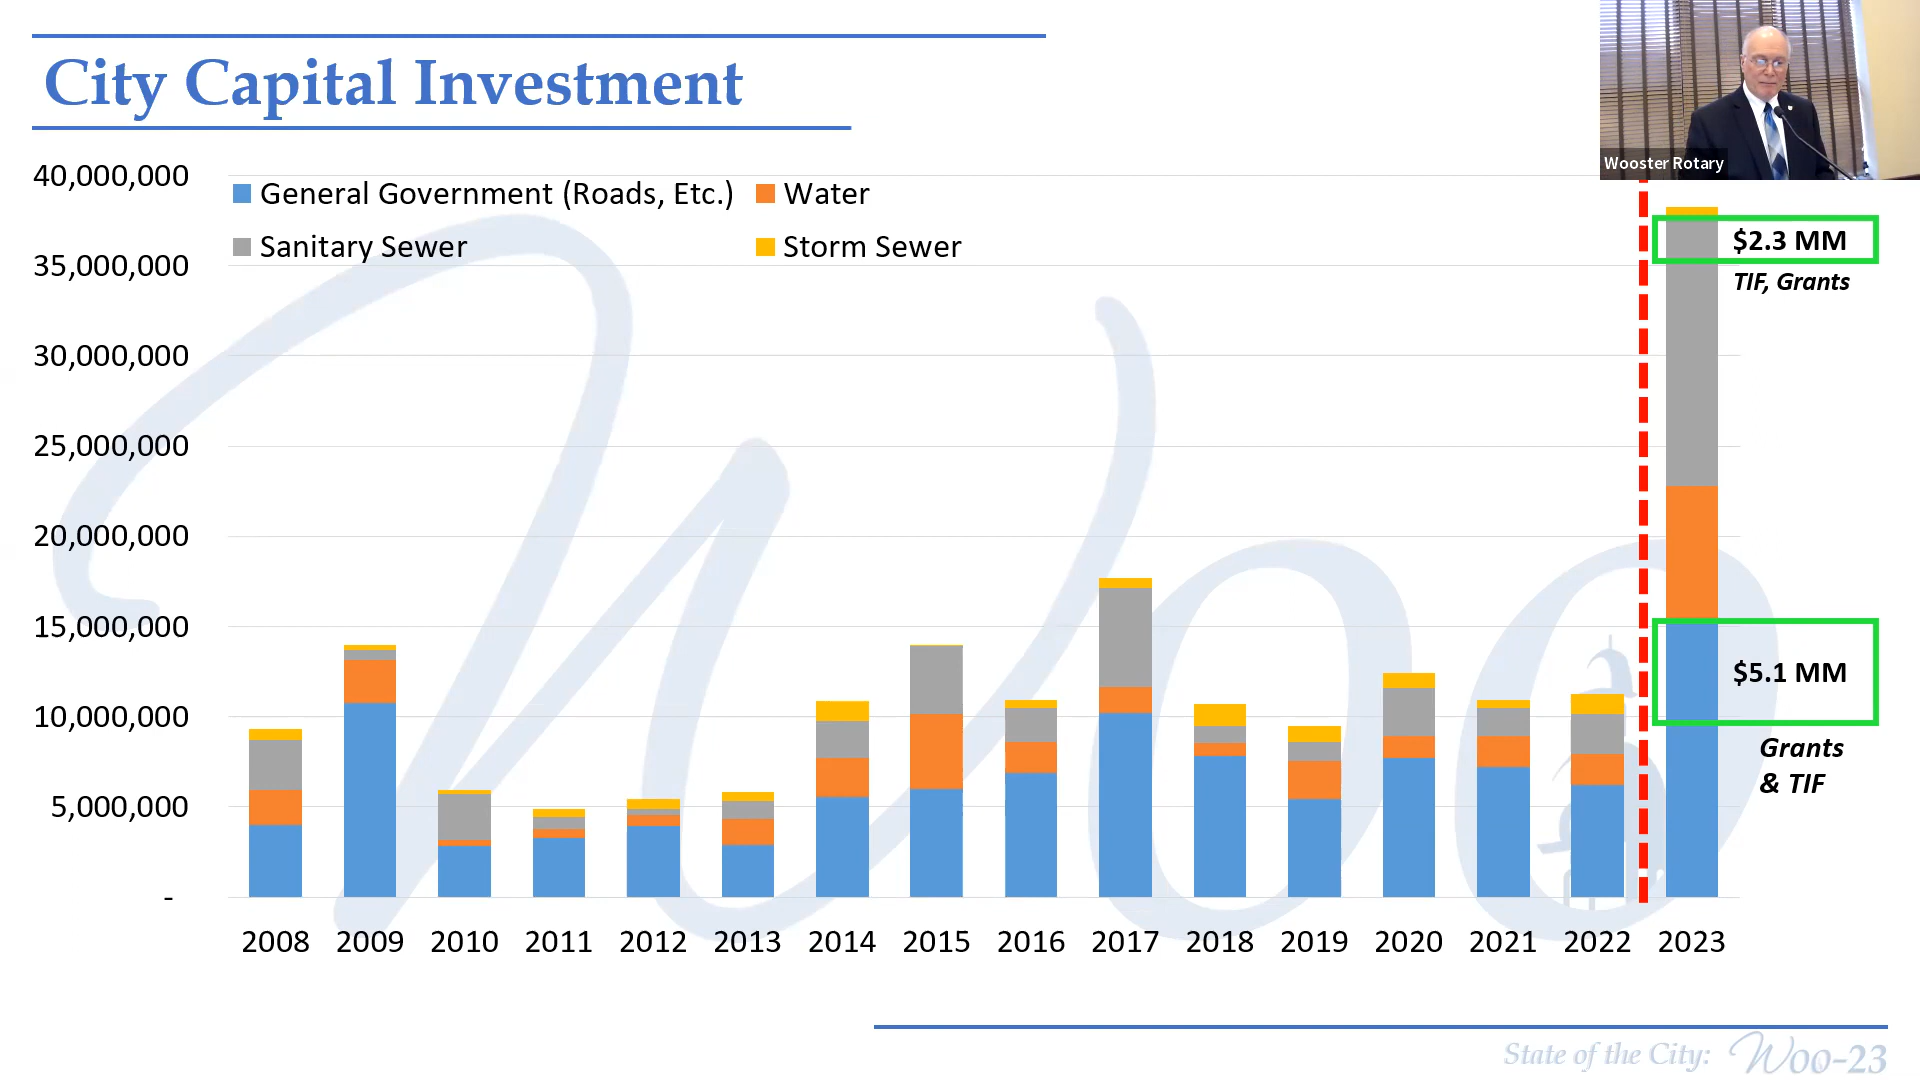 City Capital Investment
Wooster Rotary
40,000,000
General Government (Roads, Etc.)
Water
Sanitary Sewer
Storm Sewer
35,000,000
30,000,000
25,000,000
20,000,000
15,000,000
10,000,000
5,000,000
-
$2.3 MM
TIF, Grants
$5.1 MM
Grants
& TIF
2008 2009 2010 2011 2012 2013 2014 2015 2016 2017 2018 2019 2020 2021 2022 2023
Woo
State of the City: Woo-23